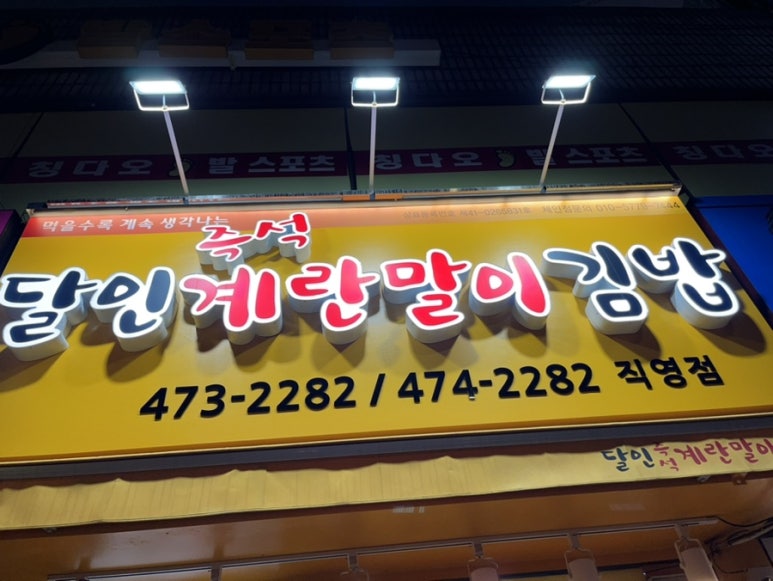 칭다오 발 스포츠 칭다오 발 스포츠 칭다오
먹을수록 계속 생각나는
즉석
달인계란말이김밥
473-2282 / 474-2282 직영점
달인즉석계란말이